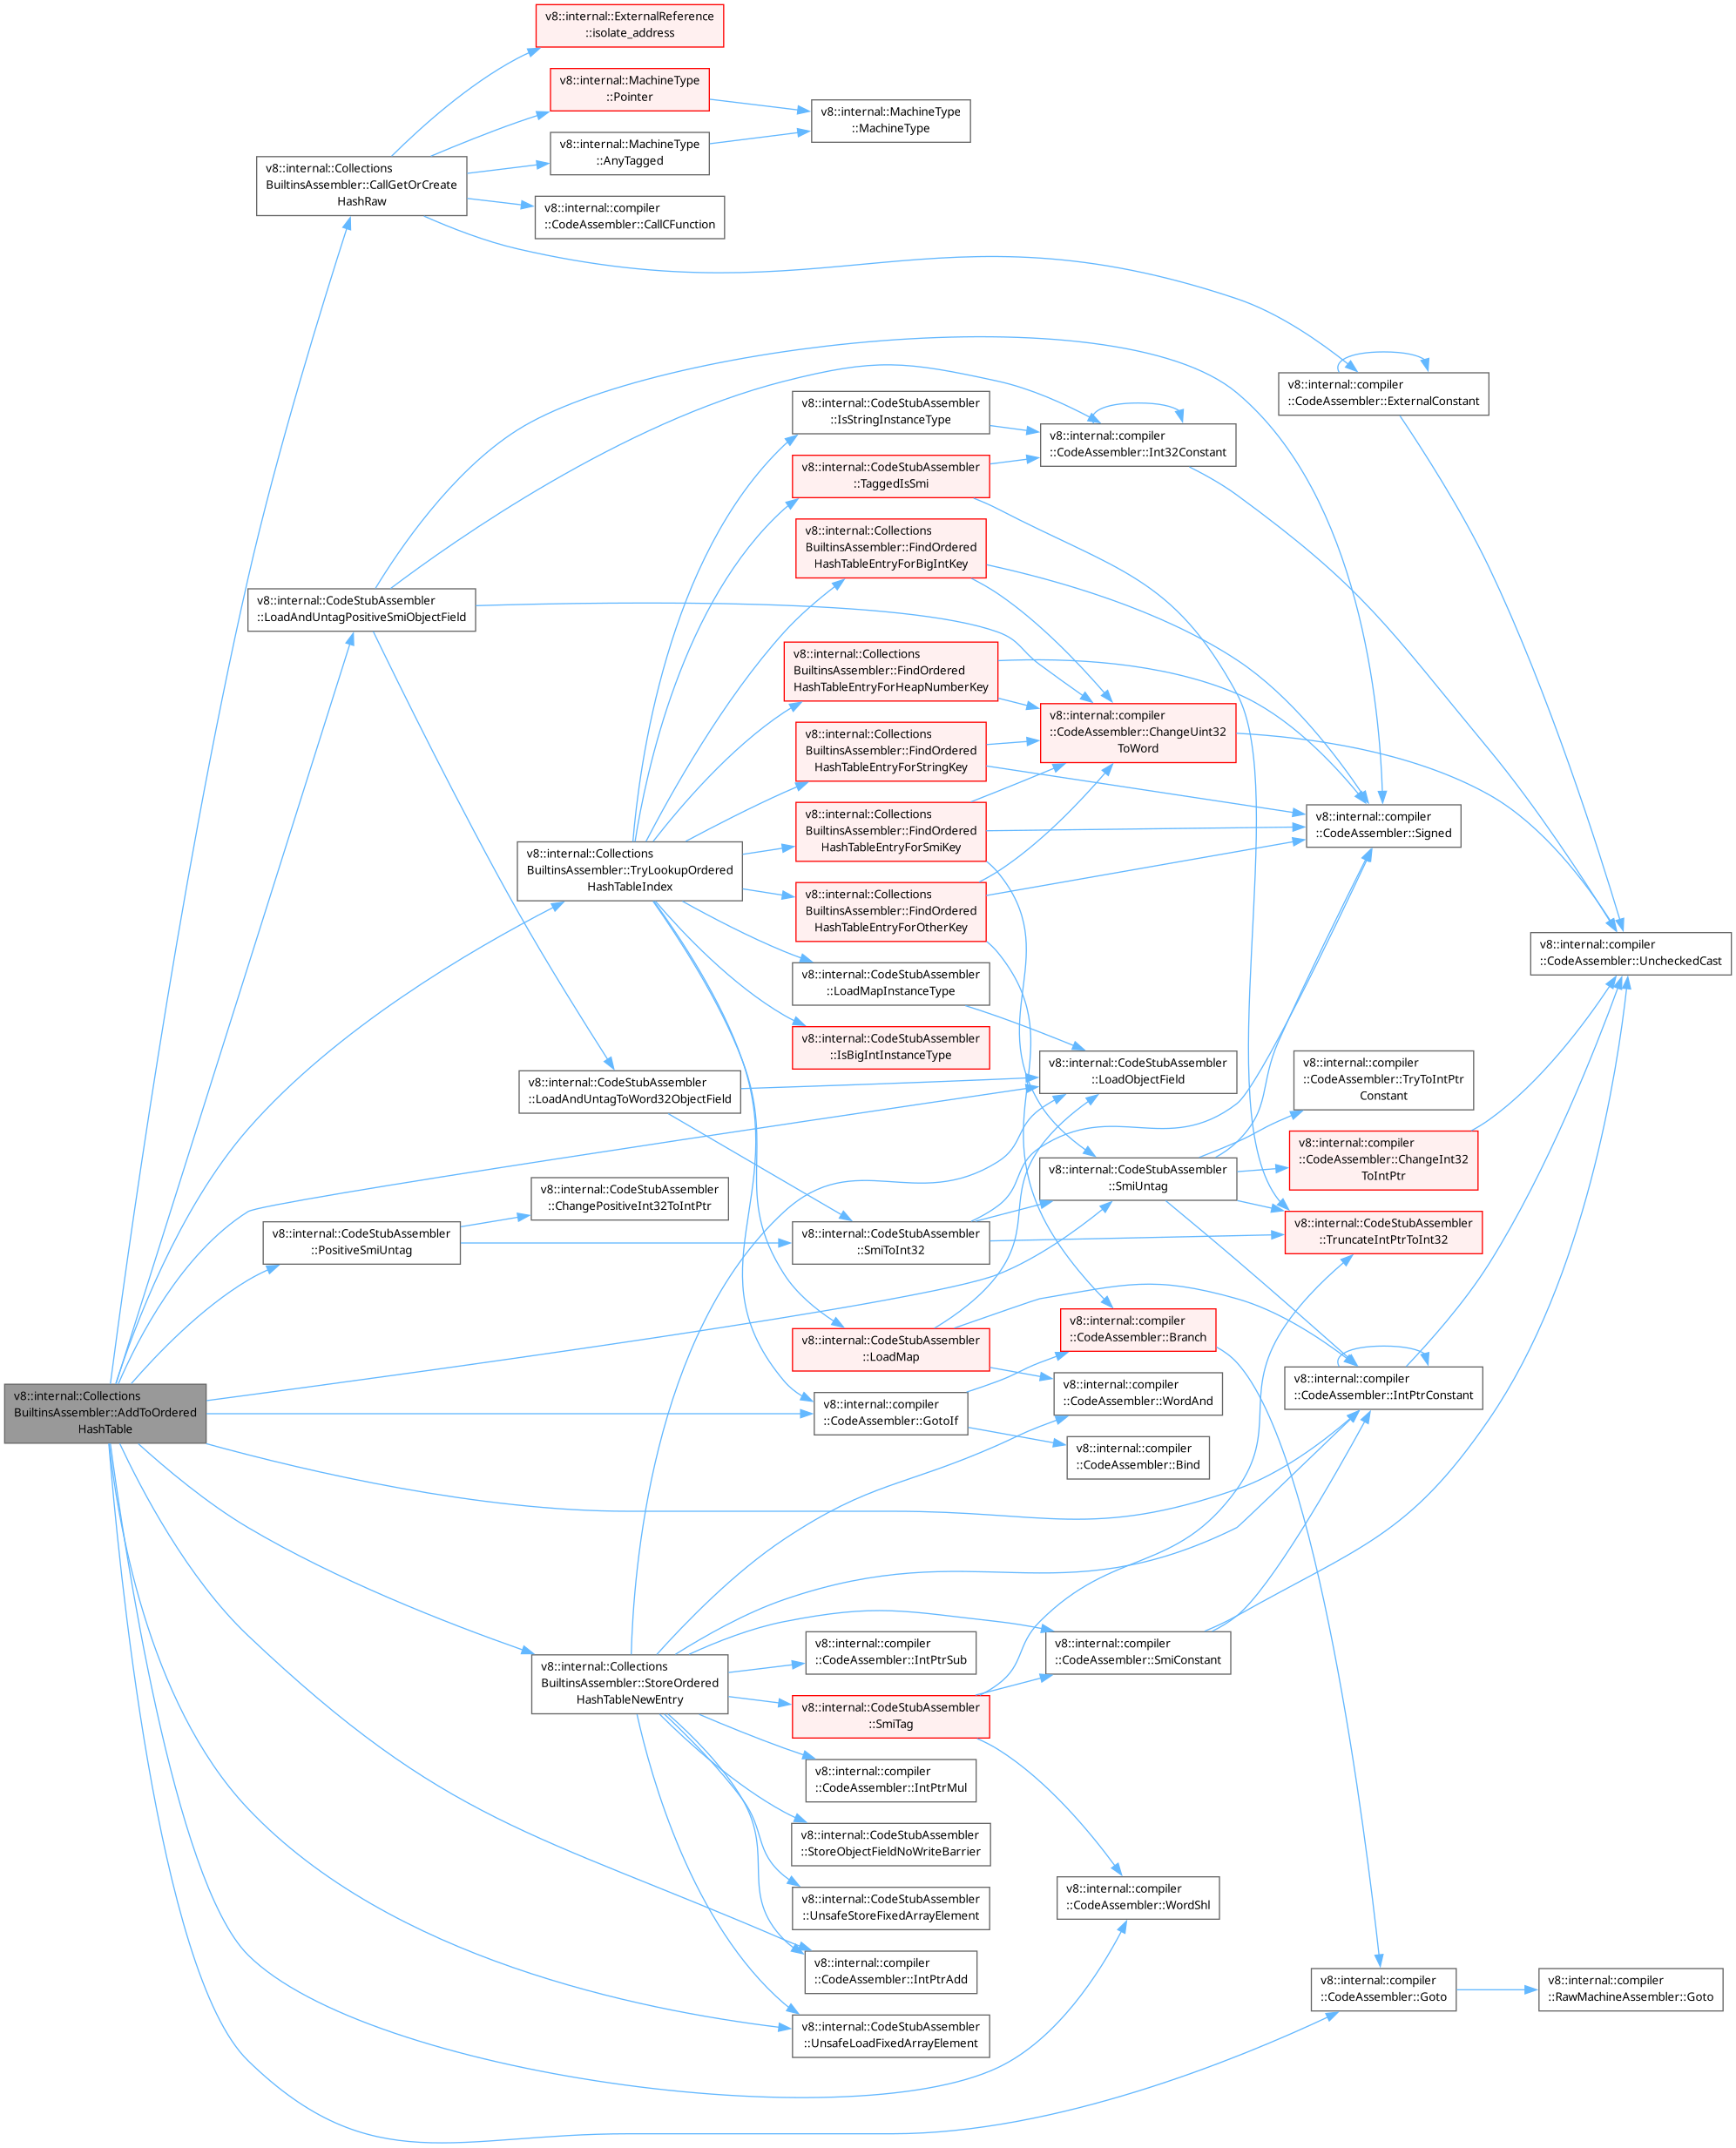 v8::internal::ExternalReference
::isolate_address
v8::internal::MachineType
::Pointer
v8::internal::MachineType
::MachineType
v8::internal::MachineType
::AnyTagged
v8::internal::Collections
BuiltinsAssembler::CallGetOrCreate
HashRaw
v8::internal::compiler
::CodeAssembler::CallCFunction
v8::internal::compiler
::CodeAssembler::ExternalConstant
v8::internal::CodeStubAssembler
::IsStringInstanceType
v8::internal::compiler
::CodeAssembler::Int32Constant
v8::internal::CodeStubAssembler
::TaggedIsSmi
v8::internal::Collections
BuiltinsAssembler::FindOrdered
HashTableEntryForBigIntKey
v8::internal::CodeStubAssembler
::LoadAndUntagPositiveSmiObjectField
v8::internal::Collections
BuiltinsAssembler::FindOrdered
HashTableEntryForHeapNumberKey
v8::internal::compiler
::CodeAssembler::ChangeUint32
ToWord
v8::internal::Collections
BuiltinsAssembler::FindOrdered
HashTableEntryForStringKey
v8::internal::Collections
BuiltinsAssembler::FindOrdered
HashTableEntryForSmiKey
v8::internal::compiler
::CodeAssembler::Signed
v8::internal::Collections
BuiltinsAssembler::TryLookupOrdered
HashTableIndex
v8::internal::Collections
BuiltinsAssembler::FindOrdered
HashTableEntryForOtherKey
v8::internal::compiler
::CodeAssembler::UncheckedCast
v8::internal::CodeStubAssembler
::LoadMapInstanceType
v8::internal::CodeStubAssembler
::IsBigIntInstanceType
v8::internal::CodeStubAssembler
::LoadObjectField
v8::internal::compiler
::CodeAssembler::TryToIntPtr
Constant
v8::internal::CodeStubAssembler
::LoadAndUntagToWord32ObjectField
v8::internal::compiler
::CodeAssembler::ChangeInt32
ToIntPtr
v8::internal::CodeStubAssembler
::SmiUntag
v8::internal::CodeStubAssembler
::ChangePositiveInt32ToIntPtr
v8::internal::CodeStubAssembler
::PositiveSmiUntag
v8::internal::CodeStubAssembler
::SmiToInt32
v8::internal::CodeStubAssembler
::TruncateIntPtrToInt32
v8::internal::compiler
::CodeAssembler::Branch
v8::internal::CodeStubAssembler
::LoadMap
v8::internal::compiler
::CodeAssembler::IntPtrConstant
v8::internal::compiler
::CodeAssembler::WordAnd
v8::internal::Collections
BuiltinsAssembler::AddToOrdered
HashTable
v8::internal::compiler
::CodeAssembler::GotoIf
v8::internal::compiler
::CodeAssembler::Bind
v8::internal::compiler
::CodeAssembler::IntPtrSub
v8::internal::compiler
::CodeAssembler::SmiConstant
v8::internal::Collections
BuiltinsAssembler::StoreOrdered
HashTableNewEntry
v8::internal::CodeStubAssembler
::SmiTag
v8::internal::compiler
::CodeAssembler::IntPtrMul
v8::internal::CodeStubAssembler
::StoreObjectFieldNoWriteBarrier
v8::internal::CodeStubAssembler
::UnsafeStoreFixedArrayElement
v8::internal::compiler
::CodeAssembler::WordShl
v8::internal::compiler
::CodeAssembler::IntPtrAdd
v8::internal::compiler
::CodeAssembler::Goto
v8::internal::compiler
::RawMachineAssembler::Goto
v8::internal::CodeStubAssembler
::UnsafeLoadFixedArrayElement